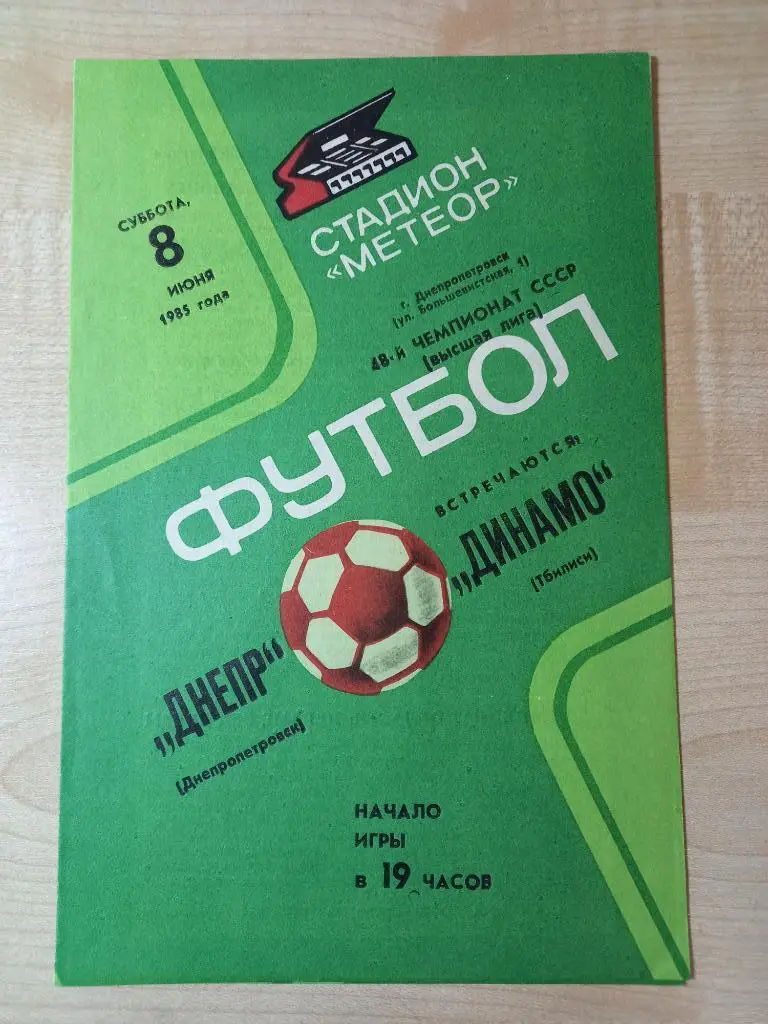 СУББОТА,
8
ИЮНЯ
1985 года
СТАДИОН
«МЕТЕОР»
г. Днепропетровск
(ул. Большевистская, 1)
48-й ЧЕМПИОНАТ СССР
(высшая лига)
ФУТБОЛ
ВСТРЕЧАЮТСЯ:
„ДИНАМО“
(Тбилиси)
„ДНЕПР“
(Днепропетровск)
НАЧАЛО
ИГРЫ
в 19 ЧАСОВ